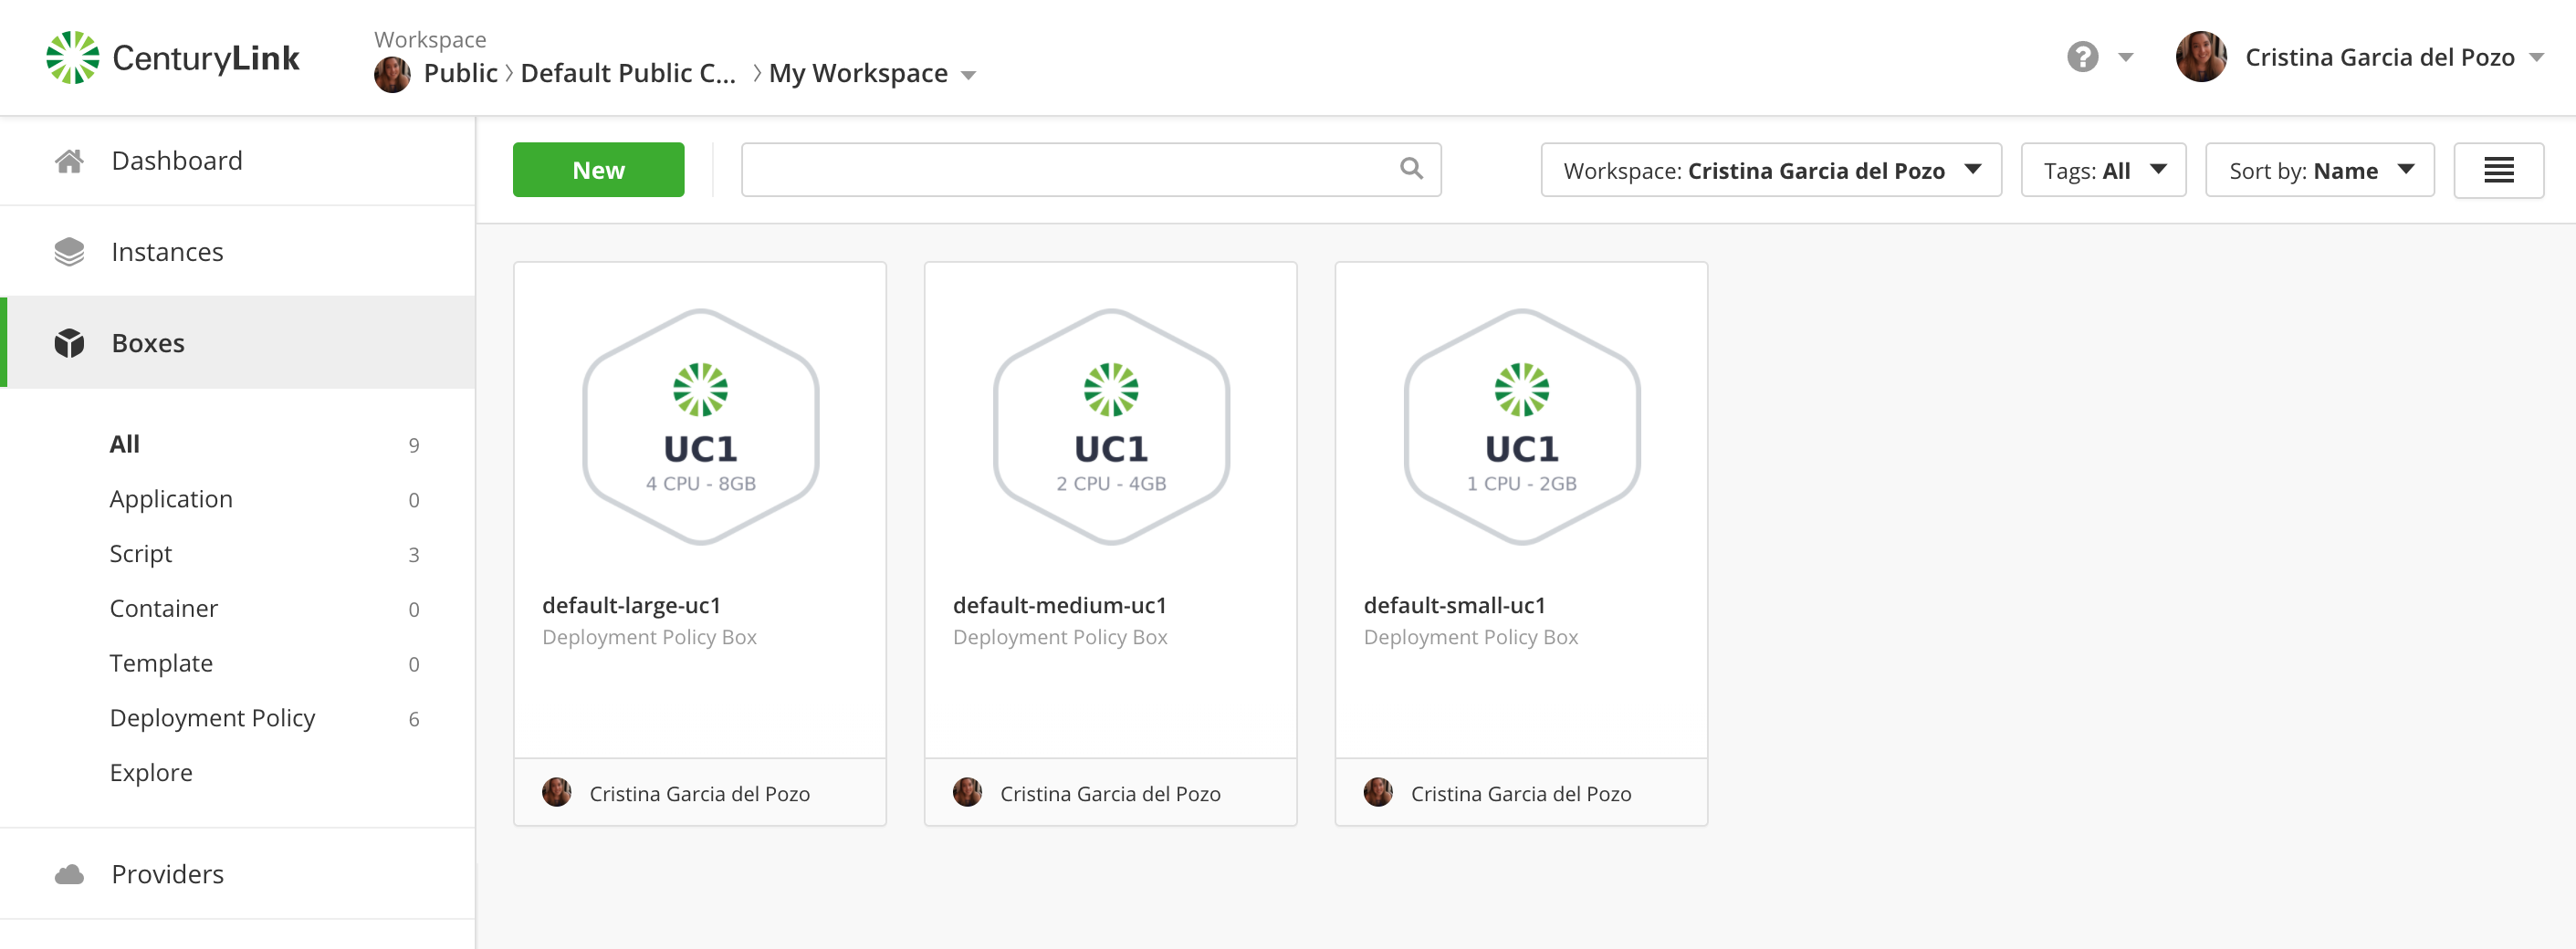 CenturyLink
Workspace
Public › Default Public C... › My Workspace
?
Cristina Garcia del Pozo
Dashboard
Instances
Boxes
All 9
Application 0
Script 3
Container 0
Template 0
Deployment Policy 6
Explore
Providers
New
Workspace: Cristina Garcia del Pozo
Tags: All
Sort by: Name
UC1
4 CPU - 8GB
default-large-uc1
Deployment Policy Box
Cristina Garcia del Pozo
UC1
2 CPU - 4GB
default-medium-uc1
Deployment Policy Box
Cristina Garcia del Pozo
UC1
1 CPU - 2GB
default-small-uc1
Deployment Policy Box
Cristina Garcia del Pozo